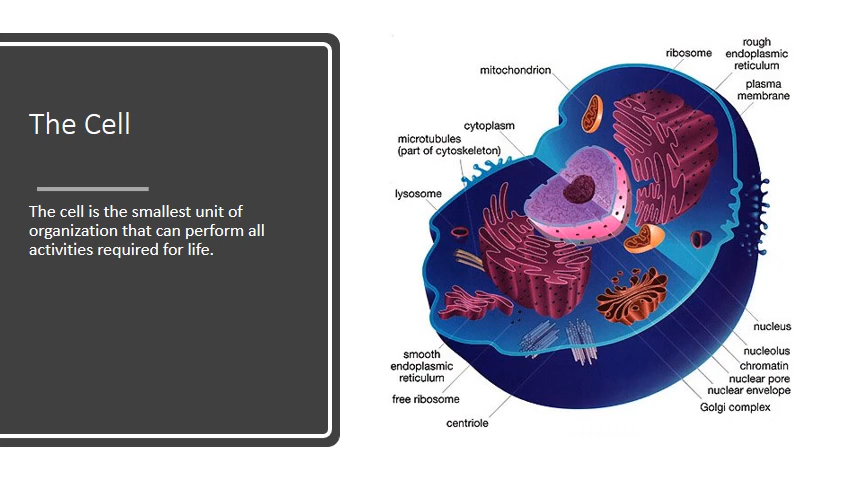 The Cell
The cell is the smallest unit of
organization that can perform all
activities required for life.
ribosome
rough
endoplasmic
reticulum
mitochondrion
plasma
membrane
cytoplasm
microtubules
(part of cytoskeleton)
lysosome
nucleus
nucleolus
chromatin
nuclear pore
nuclear envelope
Golgi complex
smooth
endoplasmic
reticulum
free ribosome
centriole